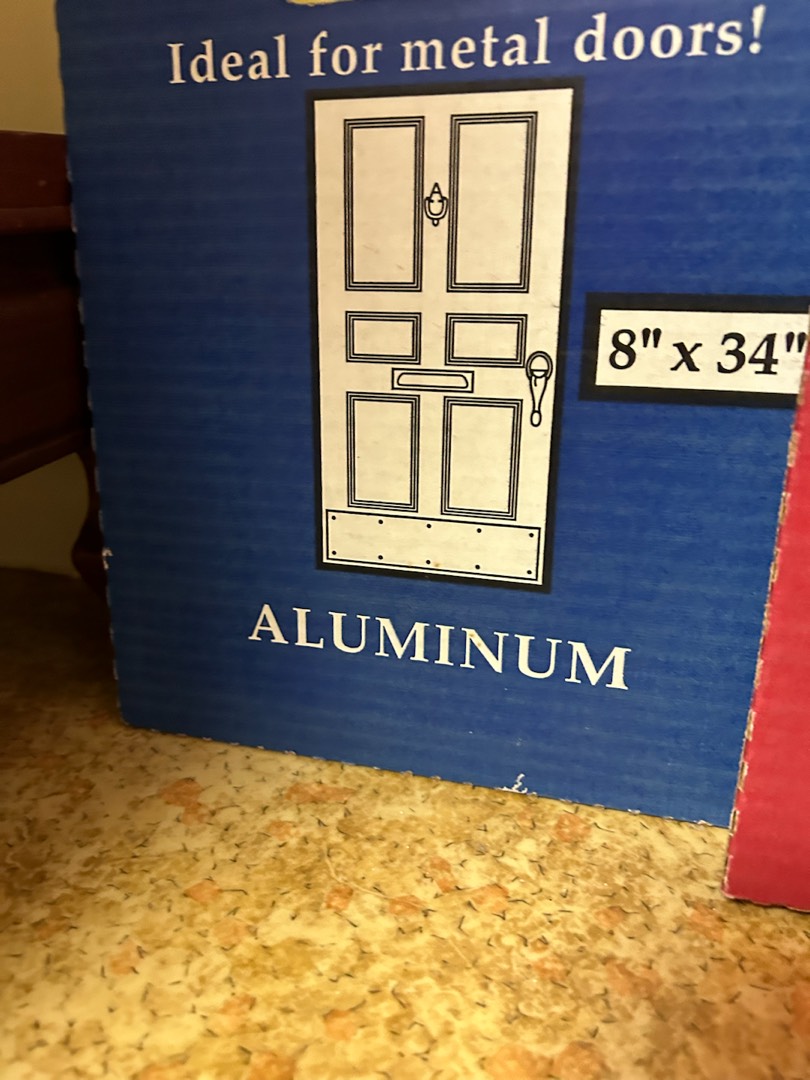 Ideal for metal doors!
8" x 34"
ALUMINUM